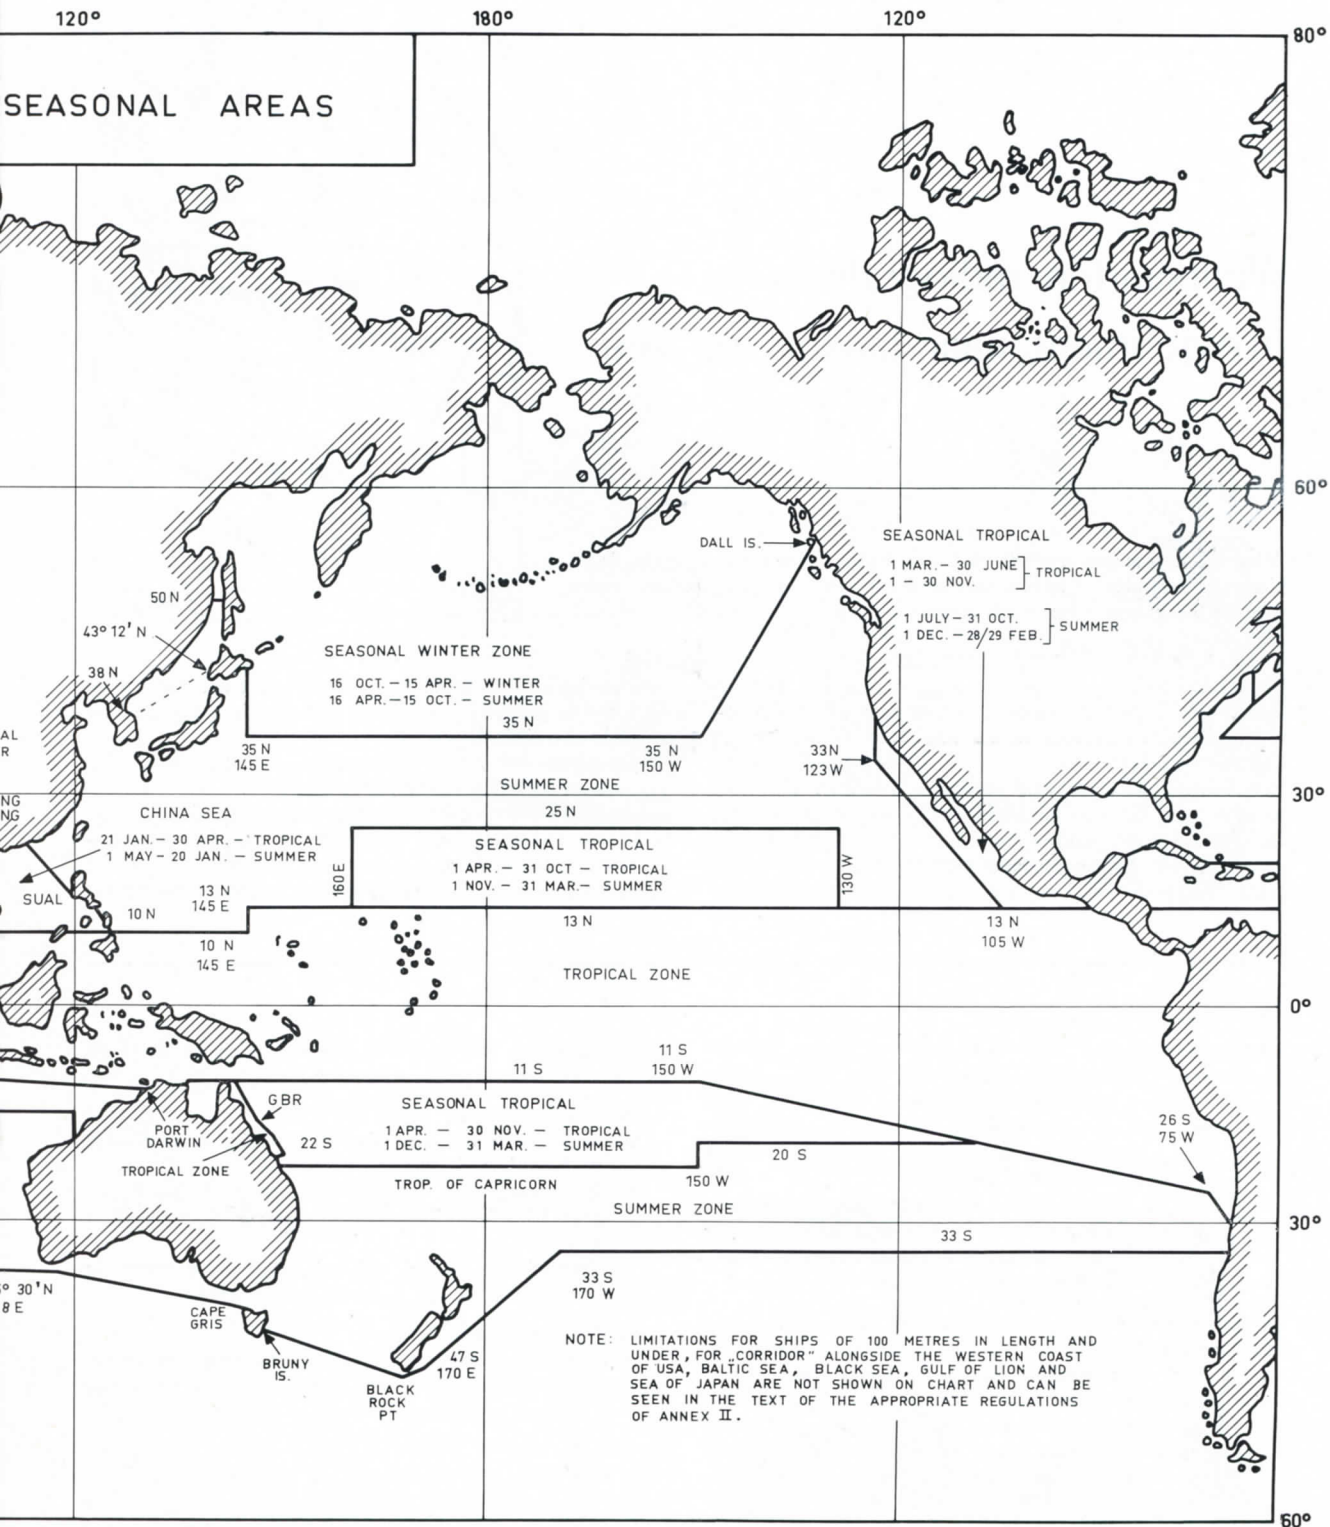 120°
180°
120°
80°
SEASONAL AREAS
60°
DALL IS.
SEASONAL TROPICAL
1 MAR. – 30 JUNE
1 – 30 NOV.
TROPICAL
1 JULY – 31 OCT.
1 DEC. – 28/29 FEB.
SUMMER
50 N
43° 12' N
38 N
SEASONAL WINTER ZONE
16 OCT. – 15 APR. – WINTER
16 APR. – 15 OCT. – SUMMER
35 N
35 N
145 E
35 N
150 W
33N
123 W
AL
R
SUMMER ZONE
30°
NG
NG
CHINA SEA
21 JAN. – 30 APR. – TROPICAL
1 MAY – 20 JAN. – SUMMER
25 N
SEASONAL TROPICAL
1 APR. – 31 OCT – TROPICAL
1 NOV. – 31 MAR. – SUMMER
160 E
130 W
SUAL
13 N
145 E
10 N
13 N
13 N
105 W
10 N
145 E
TROPICAL ZONE
0°
11 S
11 S
150 W
GBR
SEASONAL TROPICAL
1 APR. – 30 NOV. – TROPICAL
1 DEC. – 31 MAR. – SUMMER
PORT
DARWIN
22 S
20 S
26 S
75 W
TROPICAL ZONE
TROP. OF CAPRICORN
150 W
SUMMER ZONE
30°
33 S
° 30'N
8 E
33 S
170 W
CAPE
GRIS
BRUNY
IS.
47 S
170 E
BLACK
ROCK
PT
NOTE: LIMITATIONS FOR SHIPS OF 100 METRES IN LENGTH AND
UNDER, FOR „CORRIDOR" ALONGSIDE THE WESTERN COAST
OF USA, BALTIC SEA, BLACK SEA, GULF OF LION AND
SEA OF JAPAN ARE NOT SHOWN ON CHART AND CAN BE
SEEN IN THE TEXT OF THE APPROPRIATE REGULATIONS
OF ANNEX II.
60°